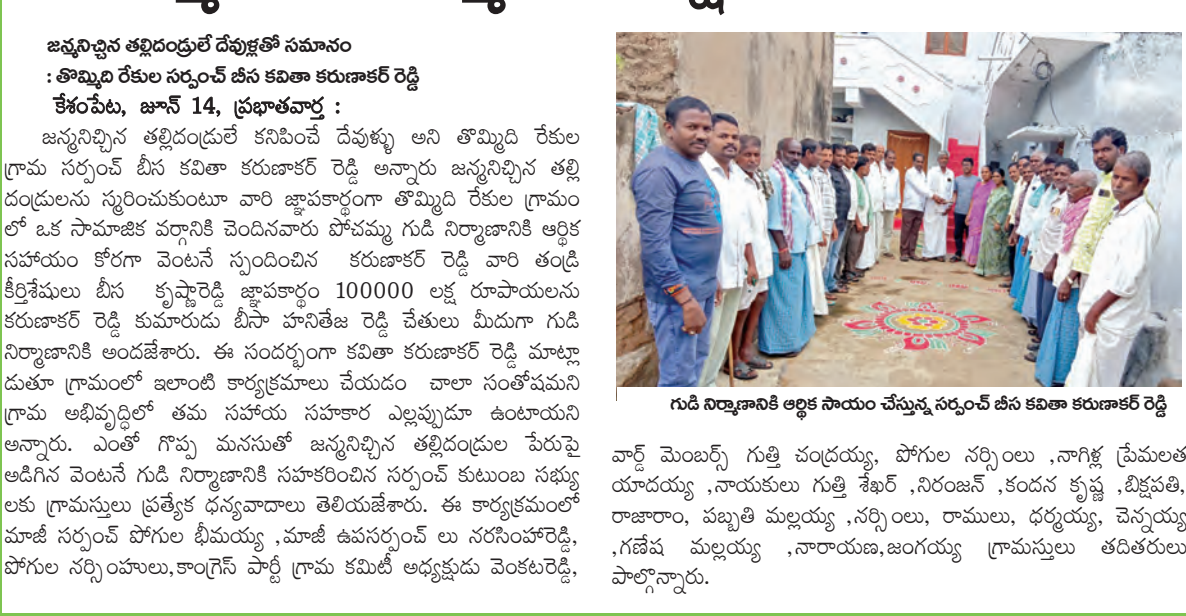 జన్మనిచ్చిన తల్లిదండ్రులే దేవుళ్లతో సమానం
: తొమ్మిది రేకుల సర్పంచ్ బీస కవితా కరుణాకర్ రెడ్డి
కేశంపేట, జూన్ 14, ప్రభాతవార్త :
జన్మనిచ్చిన తల్లిదండ్రులే కనిపించే దేవుళ్ళు అని తొమ్మిది రేకుల
గ్రామ సర్పంచ్ బీస కవితా కరుణాకర్ రెడ్డి అన్నారు జన్మనిచ్చిన తల్లి
దండ్రులను స్మరించుకుంటూ వారి జ్ఞాపకార్థంగా తొమ్మిది రేకుల గ్రామం
లో ఒక సామాజిక వర్గానికి చెందినవారు పోచమ్మ గుడి నిర్మాణానికి ఆర్థిక
సహాయం కోరగా వెంటనే స్పందించిన కరుణాకర్ రెడ్డి వారి తండ్రి
కీర్తిశేషులు బీస కృష్ణారెడ్డి జ్ఞాపకార్థం 100000 లక్ష రూపాయలను
కరుణాకర్ రెడ్డి కుమారుడు బీసా హనితేజ రెడ్డి చేతులు మీదుగా గుడి
నిర్మాణానికి అందజేశారు. ఈ సందర్భంగా కవితా కరుణాకర్ రెడ్డి మాట్లా
డుతూ గ్రామంలో ఇలాంటి కార్యక్రమాలు చేయడం చాలా సంతోషమని
గ్రామ అభివృద్ధిలో తమ సహాయ సహకార ఎల్లప్పుడూ ఉంటాయని
అన్నారు. ఎంతో గొప్ప మనసుతో జన్మనిచ్చిన తల్లిదండ్రుల పేరుపై
అడిగిన వెంటనే గుడి నిర్మాణానికి సహకరించిన సర్పంచ్ కుటుంబ సభ్యు
లకు గ్రామస్తులు ప్రత్యేక ధన్యవాదాలు తెలియజేశారు. ఈ కార్యక్రమంలో
మాజీ సర్పంచ్ పోగుల భీమయ్య ,మాజీ ఉపసర్పంచ్ లు నరసింహారెడ్డి,
పోగుల నర్సింహులు,కాంగ్రెస్ పార్టీ గ్రామ కమిటీ అధ్యక్షుడు వెంకటరెడ్డి,
గుడి నిర్మాణానికి ఆర్థిక సాయం చేస్తున్న సర్పంచ్ బీస కవితా కరుణాకర్ రెడ్డి
వార్డ్ మెంబర్స్ గుత్తి చంద్రయ్య, పోగుల నర్సింలు ,నాగిళ్ల ప్రేమలత
యాదయ్య ,నాయకులు గుత్తి శేఖర్ ,నిరంజన్ ,కందన కృష్ణ ,బిక్షపతి,
రాజారాం, పబ్బతి మల్లయ్య ,నర్సింలు, రాములు, ధర్మయ్య, చెన్నయ్య
,గణేష మల్లయ్య ,నారాయణ,జంగయ్య గ్రామస్తులు తదితరులు
పాల్గొన్నారు.